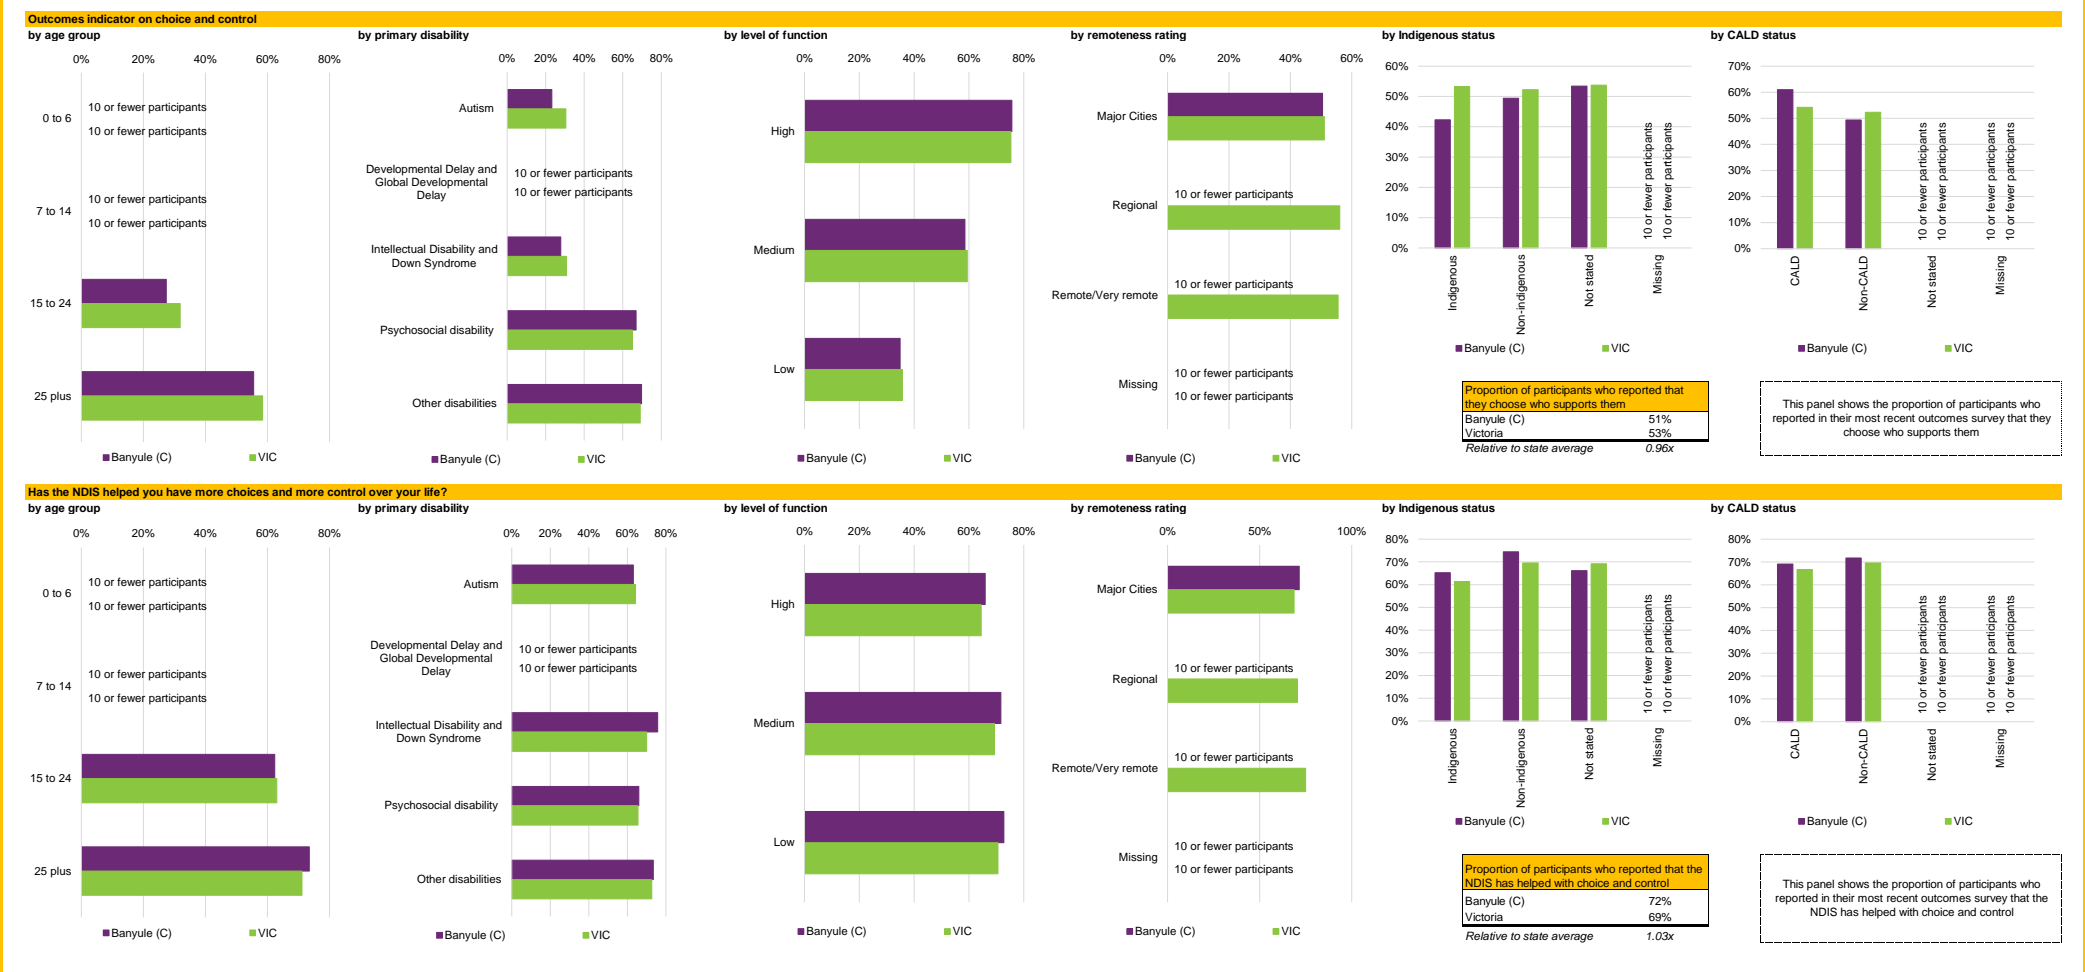 Outcomes indicator on choice and control
by age group
0% 20% 40% 60% 80%
0 to 6
10 or fewer participants
10 or fewer participants
7 to 14
10 or fewer participants
10 or fewer participants
15 to 24
25 plus
Banyule (C) VIC
by primary disability
0% 20% 40% 60% 80%
Autism
Developmental Delay and
Global Developmental
Delay
10 or fewer participants
10 or fewer participants
Intellectual Disability and
Down Syndrome
Psychosocial disability
Other disabilities
Banyule (C) VIC
by level of function
0% 20% 40% 60% 80%
High
Medium
Low
Banyule (C) VIC
by remoteness rating
0% 20% 40% 60%
Major Cities
Regional
10 or fewer participants
Remote/Very remote
10 or fewer participants
Missing
10 or fewer participants
10 or fewer participants
Banyule (C) VIC
by Indigenous status
60%
50%
40%
30%
20%
10%
0%
10 or fewer participants
10 or fewer participants
Indigenous
Non-indigenous
Not stated
Missing
Banyule (C) VIC
Proportion of participants who reported that
they choose who supports them
Banyule (C) 51%
Victoria 53%
Relative to state average 0.96x
by CALD status
70%
60%
50%
40%
30%
20%
10%
0%
10 or fewer participants
10 or fewer participants
10 or fewer participants
10 or fewer participants
CALD
Non-CALD
Not stated
Missing
Banyule (C) VIC
This panel shows the proportion of participants who
reported in their most recent outcomes survey that they
choose who supports them
Has the NDIS helped you have more choices and more control over your life?
by age group
0% 20% 40% 60% 80%
0 to 6
10 or fewer participants
10 or fewer participants
7 to 14
10 or fewer participants
10 or fewer participants
15 to 24
25 plus
Banyule (C) VIC
by primary disability
0% 20% 40% 60% 80%
Autism
Developmental Delay and
Global Developmental
Delay
10 or fewer participants
10 or fewer participants
Intellectual Disability and
Down Syndrome
Psychosocial disability
Other disabilities
Banyule (C) VIC
by level of function
0% 20% 40% 60% 80%
High
Medium
Low
Banyule (C) VIC
by remoteness rating
0% 50% 100%
Major Cities
Regional
10 or fewer participants
Remote/Very remote
10 or fewer participants
Missing
10 or fewer participants
10 or fewer participants
Banyule (C) VIC
by Indigenous status
80%
70%
60%
50%
40%
30%
20%
10%
0%
10 or fewer participants
10 or fewer participants
Indigenous
Non-indigenous
Not stated
Missing
Banyule (C) VIC
Proportion of participants who reported that the
NDIS has helped with choice and control
Banyule (C) 72%
Victoria 69%
Relative to state average 1.03x
by CALD status
80%
70%
60%
50%
40%
30%
20%
10%
0%
10 or fewer participants
10 or fewer participants
10 or fewer participants
10 or fewer participants
CALD
Non-CALD
Not stated
Missing
Banyule (C) VIC
This panel shows the proportion of participants who
reported in their most recent outcomes survey that the
NDIS has helped with choice and control